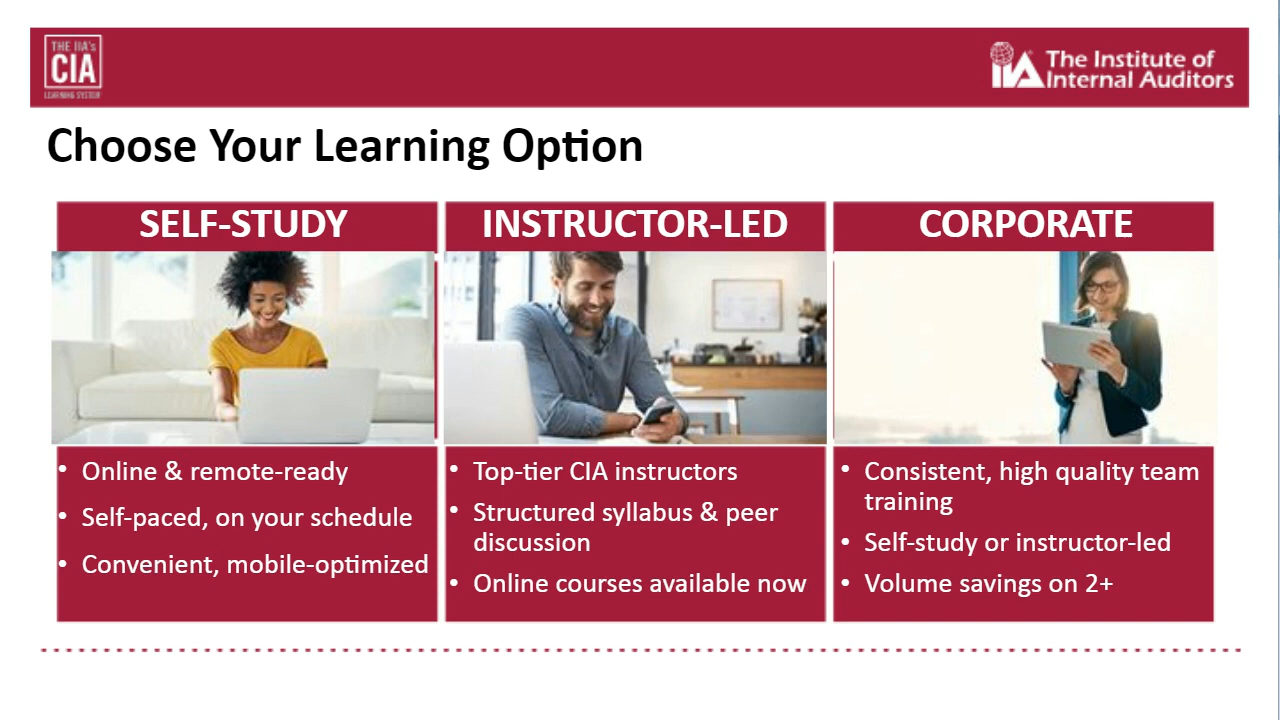 THE IIA's
CIA
LEARNING SYSTEM
IIA
The Institute of
Internal Auditors
Choose Your Learning Option
SELF-STUDY
• Online & remote-ready
• Self-paced, on your schedule
• Convenient, mobile-optimized
INSTRUCTOR-LED
• Top-tier CIA instructors
• Structured syllabus & peer
discussion
• Online courses available now
CORPORATE
• Consistent, high quality team
training
• Self-study or instructor-led
• Volume savings on 2+